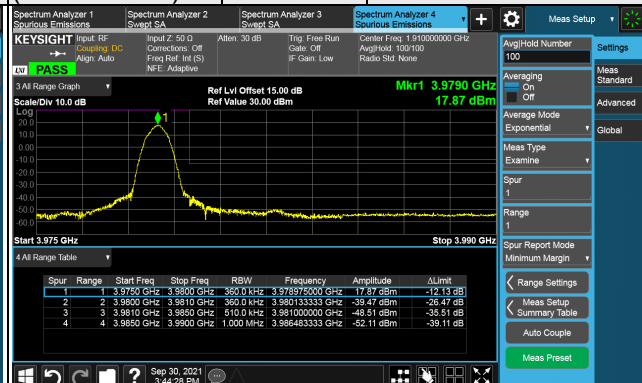 Spectrum Analyzer 1
Spurious Emissions
Spectrum Analyzer 2
Swept SA
Spectrum Analyzer 3
Swept SA
Spectrum Analyzer 4
Spurious Emissions
Meas Setup
KEYSIGHT
LXI PASS
Input: RF
Coupling: DC
Align: Auto
Input Z: 50 Ω
Corrections: Off
Freq Ref: Int (S)
NFE: Adaptive
Atten: 30 dB
Trig: Free Run
Gate: Off
IF Gain: Low
Center Freq: 1.910000000 GHz
Avg|Hold: 100/100
Radio Std: None
3 All Range Graph
Scale/Div 10.0 dB
Ref Lvl Offset 15.00 dB
Ref Value 30.00 dBm
Mkr1 3.9790 GHz
17.87 dBm
Log
20.0
10.0
0.00
-10.0
-20.0
-30.0
-40.0
-50.0
-60.0
1
Start 3.975 GHz
Stop 3.990 GHz
4 All Range Table
Spur Range Start Freq Stop Freq RBW Frequency Amplitude ΔLimit
1 1 3.9750 GHz 3.9800 GHz 360.0 kHz 3.978975000 GHz 17.87 dBm -12.13 dB
2 2 3.9800 GHz 3.9810 GHz 360.0 kHz 3.980133333 GHz -39.47 dBm -26.47 dB
3 3 3.9810 GHz 3.9850 GHz 510.0 kHz 3.981000000 GHz -48.51 dBm -35.51 dB
4 4 3.9850 GHz 3.9900 GHz 1.000 MHz 3.986483333 GHz -52.11 dBm -39.11 dB
Sep 30, 2021
3:44:28 PM
Avg|Hold Number
100
Averaging
On
Off
Average Mode
Exponential
Meas Type
Examine
Spur
1
Range
1
Spur Report Mode
Minimum Margin
Range Settings
Meas Setup
Summary Table
Auto Couple
Meas Preset
Settings
Meas
Standard
Advanced
Global